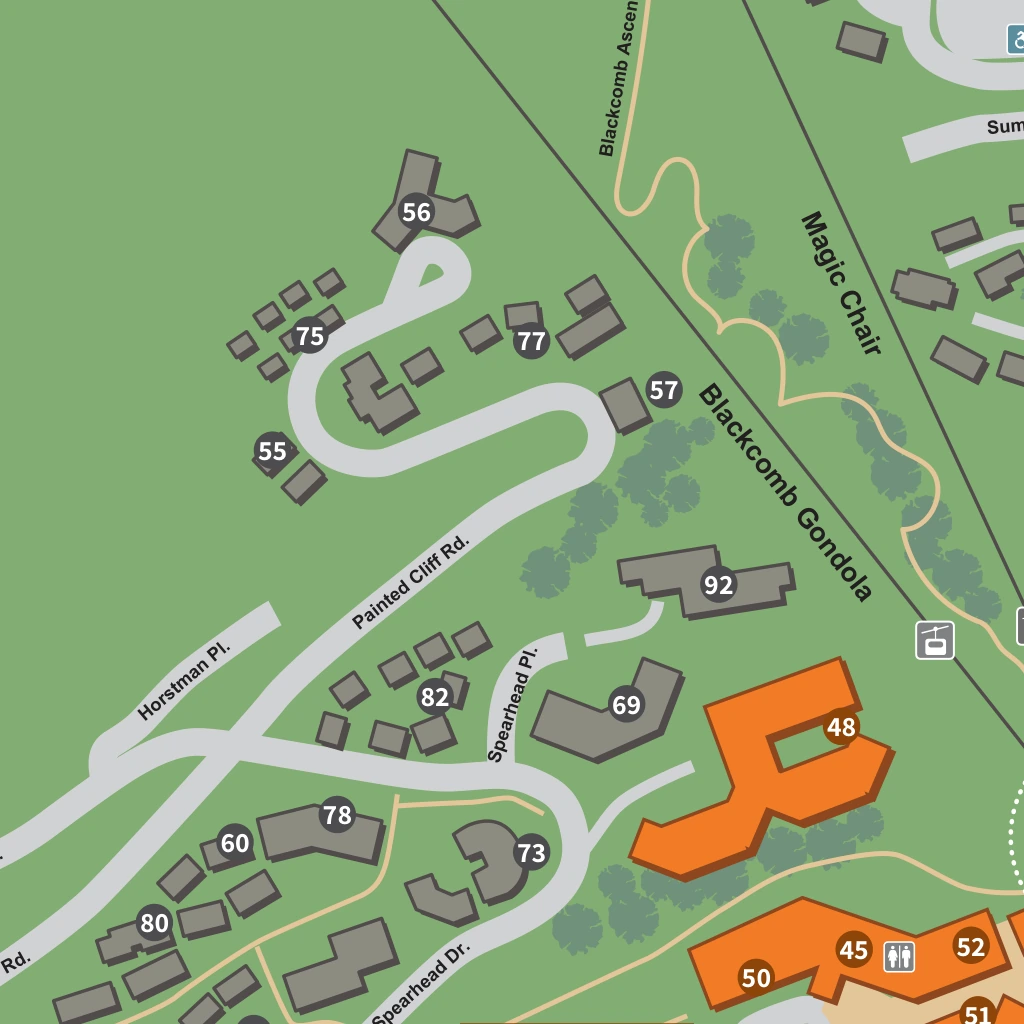 Blackcomb Ascen
Sum
Magic Chair
56
75
77
57
55
Blackcomb Gondola
Painted Cliff Rd.
92
Horstman Pl.
82
Spearhead Pl.
69
48
78
60
73
80
Rd.
Spearhead Dr.
45
52
50
51